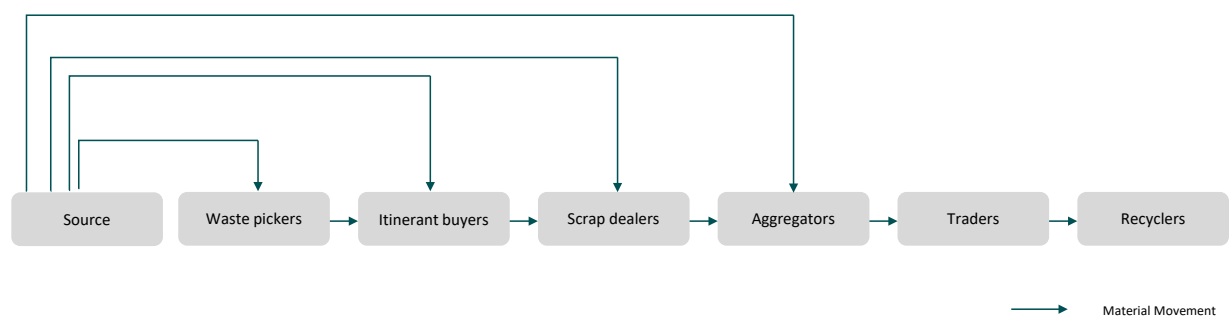 Source
Waste pickers
Itinerant buyers
Scrap dealers
Aggregators
Traders
Recyclers
Material Movement